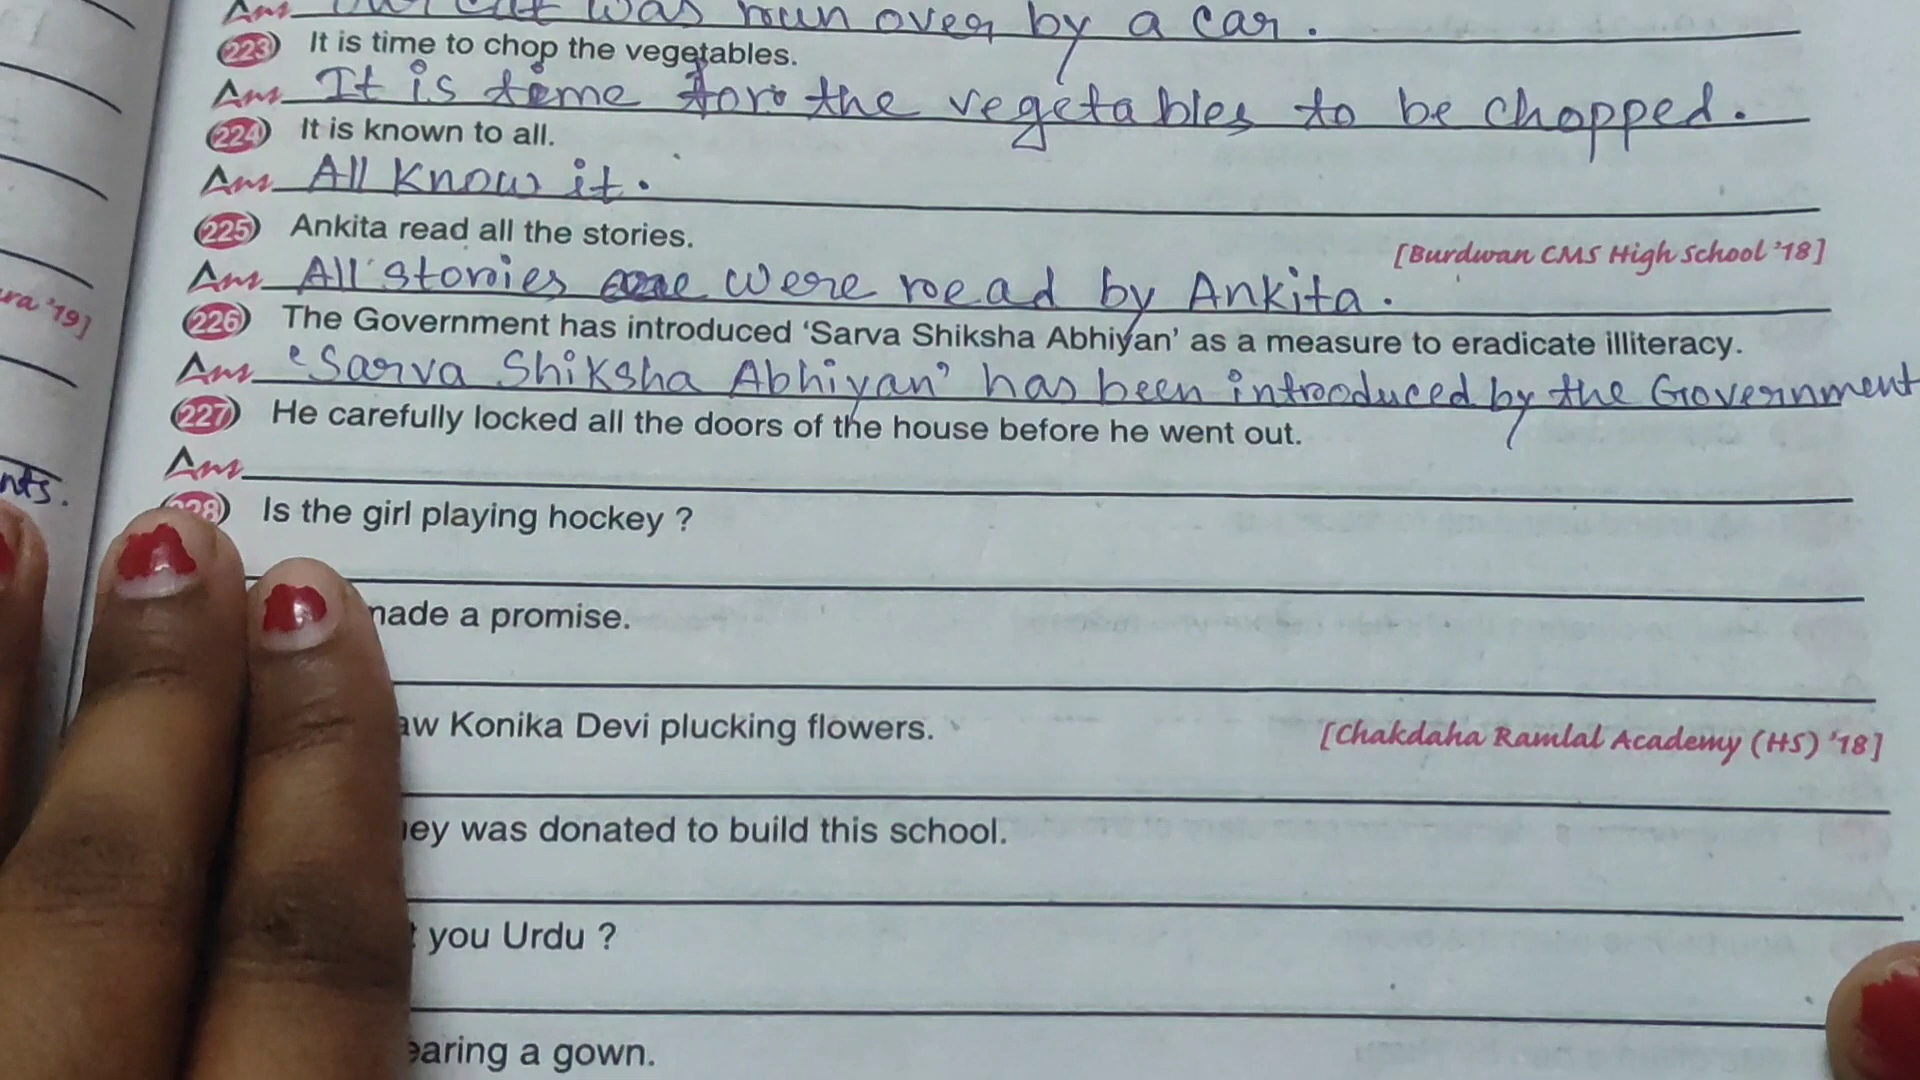 Ans Our cat was run over by a car.
223 It is time to chop the vegetables.
Ans It is time for the vegetables to be chopped.
224 It is known to all.
Ans All know it.
225 Ankita read all the stories.
[Burdwan CMS High School '18]
Ans All stories were read by Ankita.
226 The Government has introduced 'Sarva Shiksha Abhiyan' as a measure to eradicate illiteracy.
Ans 'Sarva Shiksha Abhiyan' has been introduced by the Government
227 He carefully locked all the doors of the house before he went out.
Ans
228 Is the girl playing hockey ?
made a promise.
Konika Devi plucking flowers. [Chakdaha Ramlal Academy (HS) '18]
was donated to build this school.
you Urdu ?
a gown.
'19]